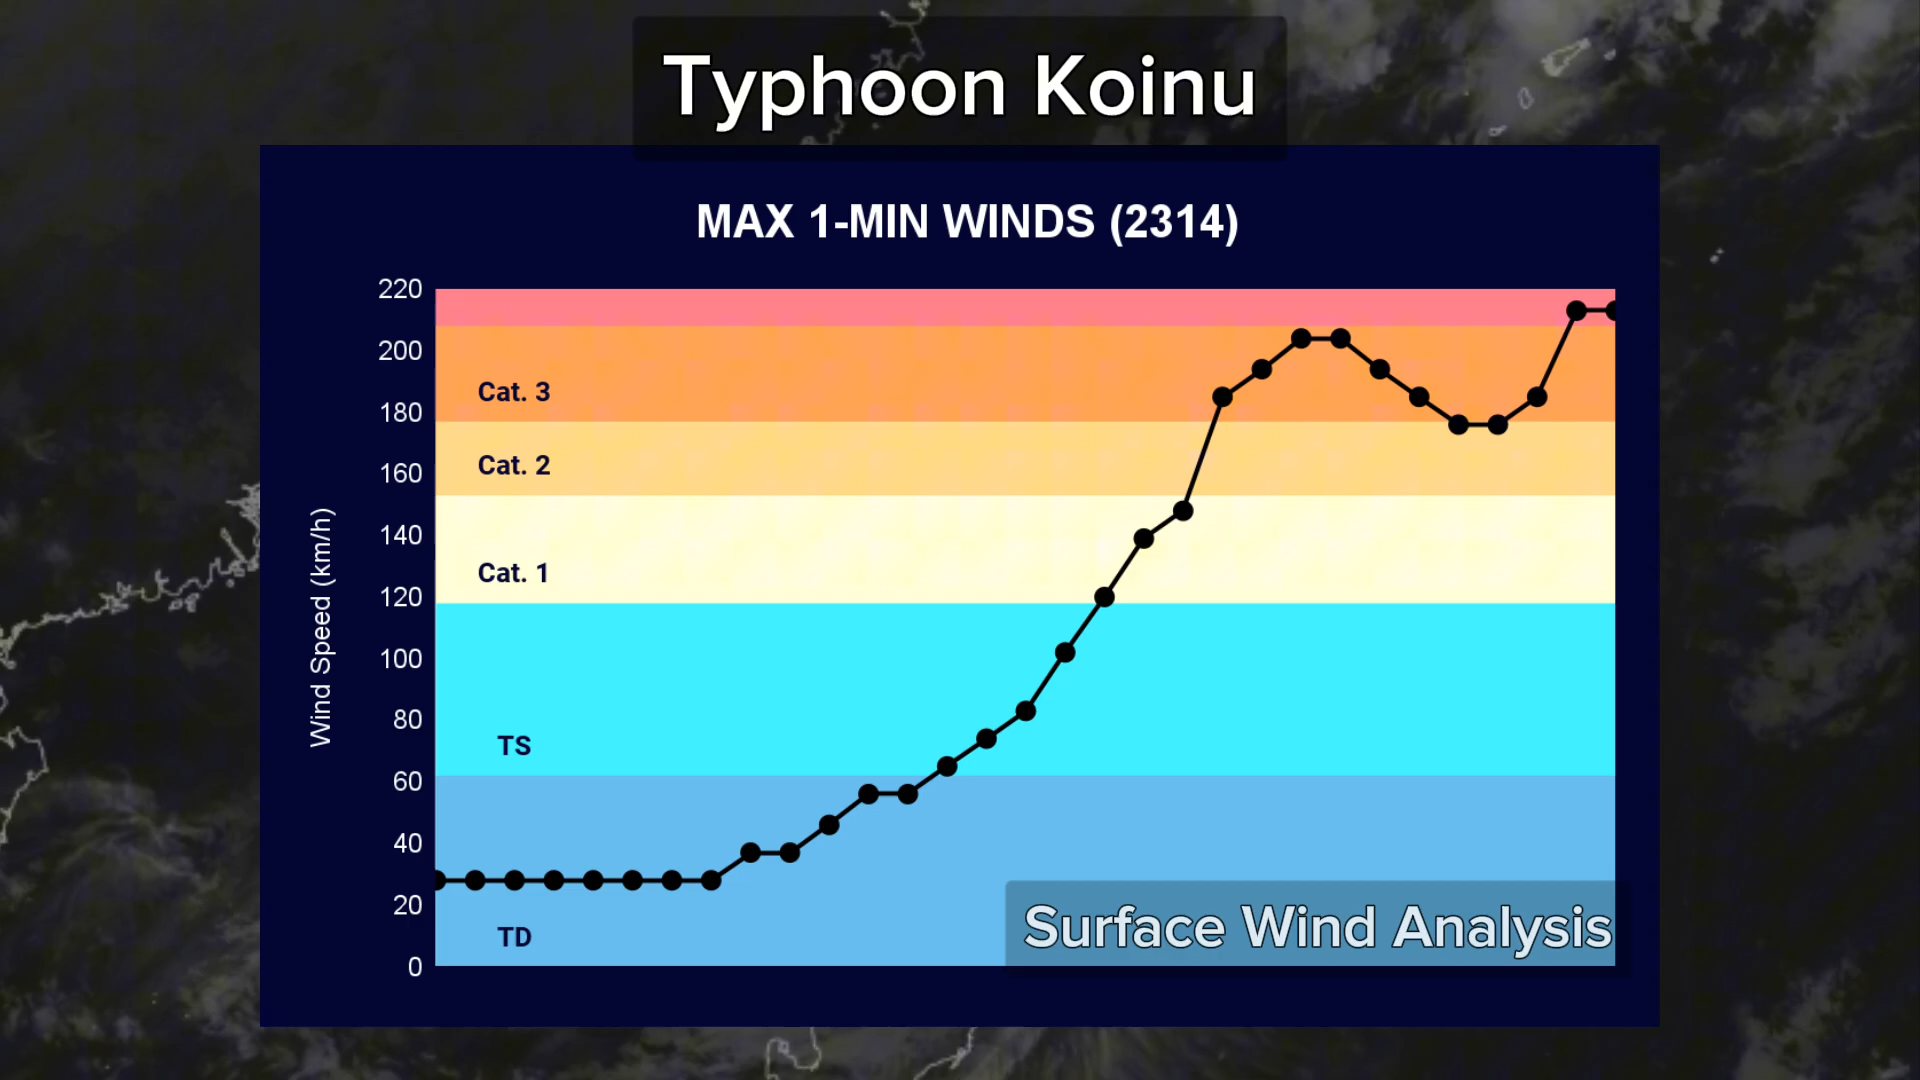 Typhoon Koinu
MAX 1-MIN WINDS (2314)
Wind Speed (km/h)
220
200
180
160
140
120
100
80
60
40
20
0
Cat. 3
Cat. 2
Cat. 1
TS
TD
Surface Wind Analysis